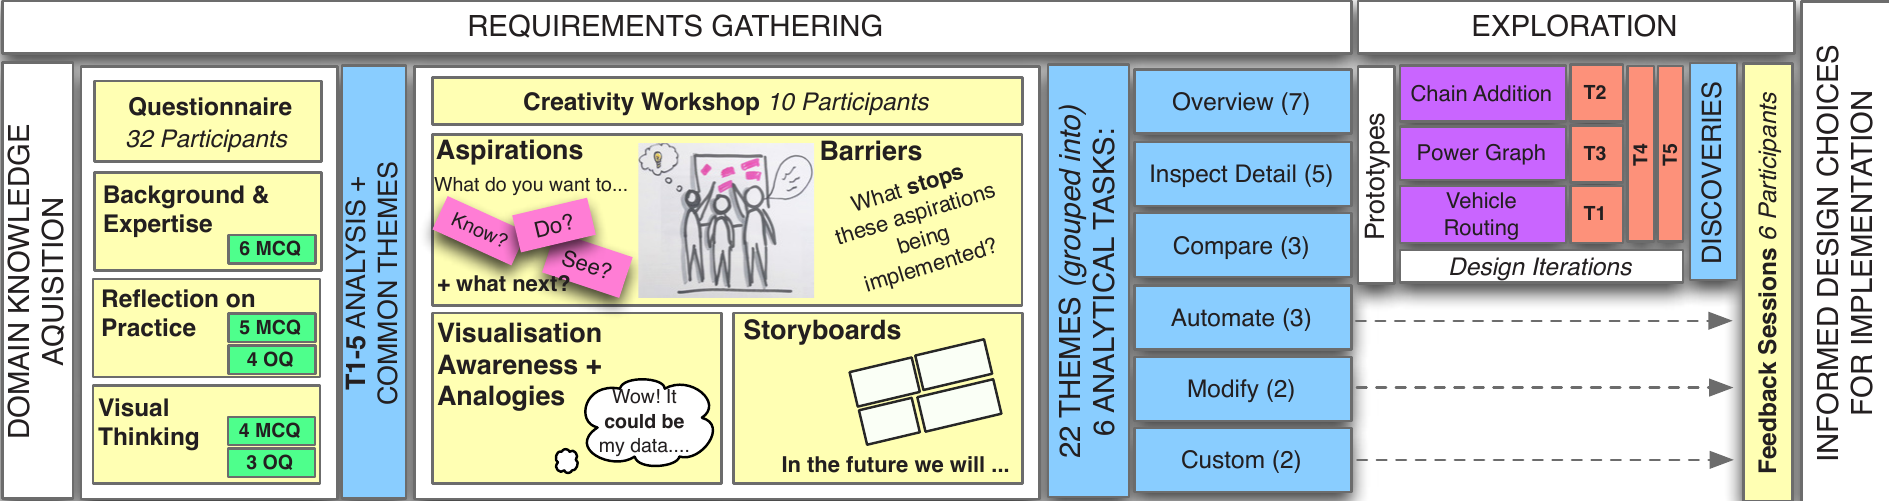 REQUIREMENTS GATHERING
EXPLORATION
DOMAIN KNOWLEDGE
AQUISITION
Questionnaire
32 Participants
Background &
Expertise
6 MCQ
Reflection on
Practice
5 MCQ
4 OQ
Visual
Thinking
4 MCQ
3 OQ
T1-5 ANALYSIS +
COMMON THEMES
Creativity Workshop 10 Participants
Aspirations
What do you want to...
Know?
Do?
See?
+ what next?
Barriers
What stops
these aspirations
being
implemented?
Visualisation
Awareness +
Analogies
Wow! It
could be
my data....
Storyboards
In the future we will ...
22 THEMES (grouped into)
6 ANALYTICAL TASKS:
Overview (7)
Inspect Detail (5)
Compare (3)
Automate (3)
Modify (2)
Custom (2)
Prototypes
Chain Addition
T2
Power Graph
T3
Vehicle
Routing
T1
T4
T5
Design Iterations
DISCOVERIES
Feedback Sessions 6 Participants
INFORMED DESIGN CHOICES
FOR IMPLEMENTATION